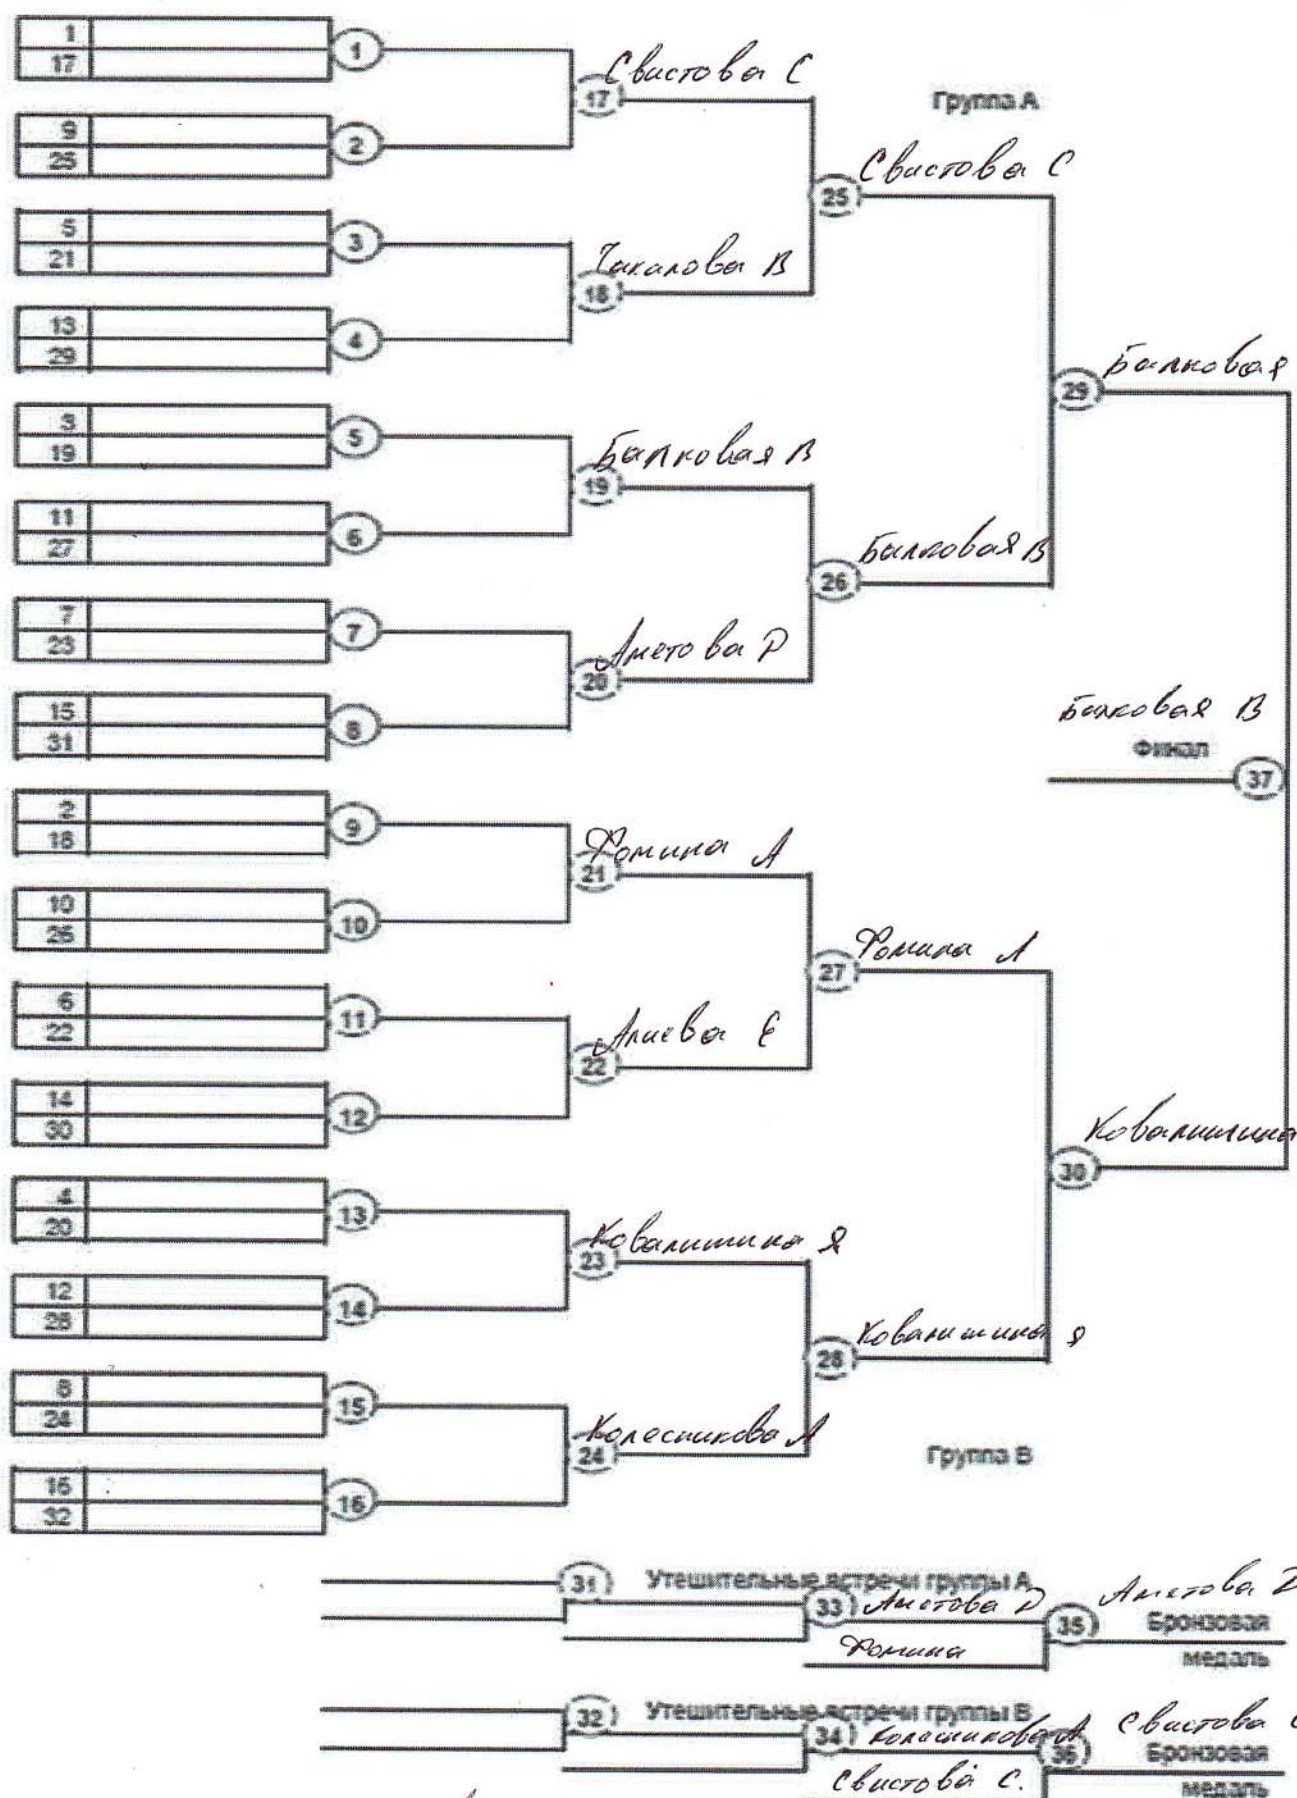 1
17
1
9
25
2
5
21
3
13
29
4
3
19
5
11
27
6
7
23
7
15
31
8
2
18
9
10
26
10
6
22
11
14
30
12
4
20
13
12
28
14
8
24
15
16
32
16
17 Свистова С
18 Чакалова В
19 Балковая В
20 Аметова Р
21 Фомина А
22 Алиева Е
23 Ковалишина Я
24 Колесникова А
Группа А
25 Свистова С
26 Балковая В
27 Фомина А
28 Ковалишина Я
Группа В
29 Балковая
30 Ковалишина
Балковая В
Финал
37
31 Утешительные встречи группы А
33 Аметова
Фомина
35 Аметова
Бронзовая
медаль
32 Утешительные встречи группы В
34 Колесникова А
Свистова С.
36 Свистова С
Бронзовая
медаль